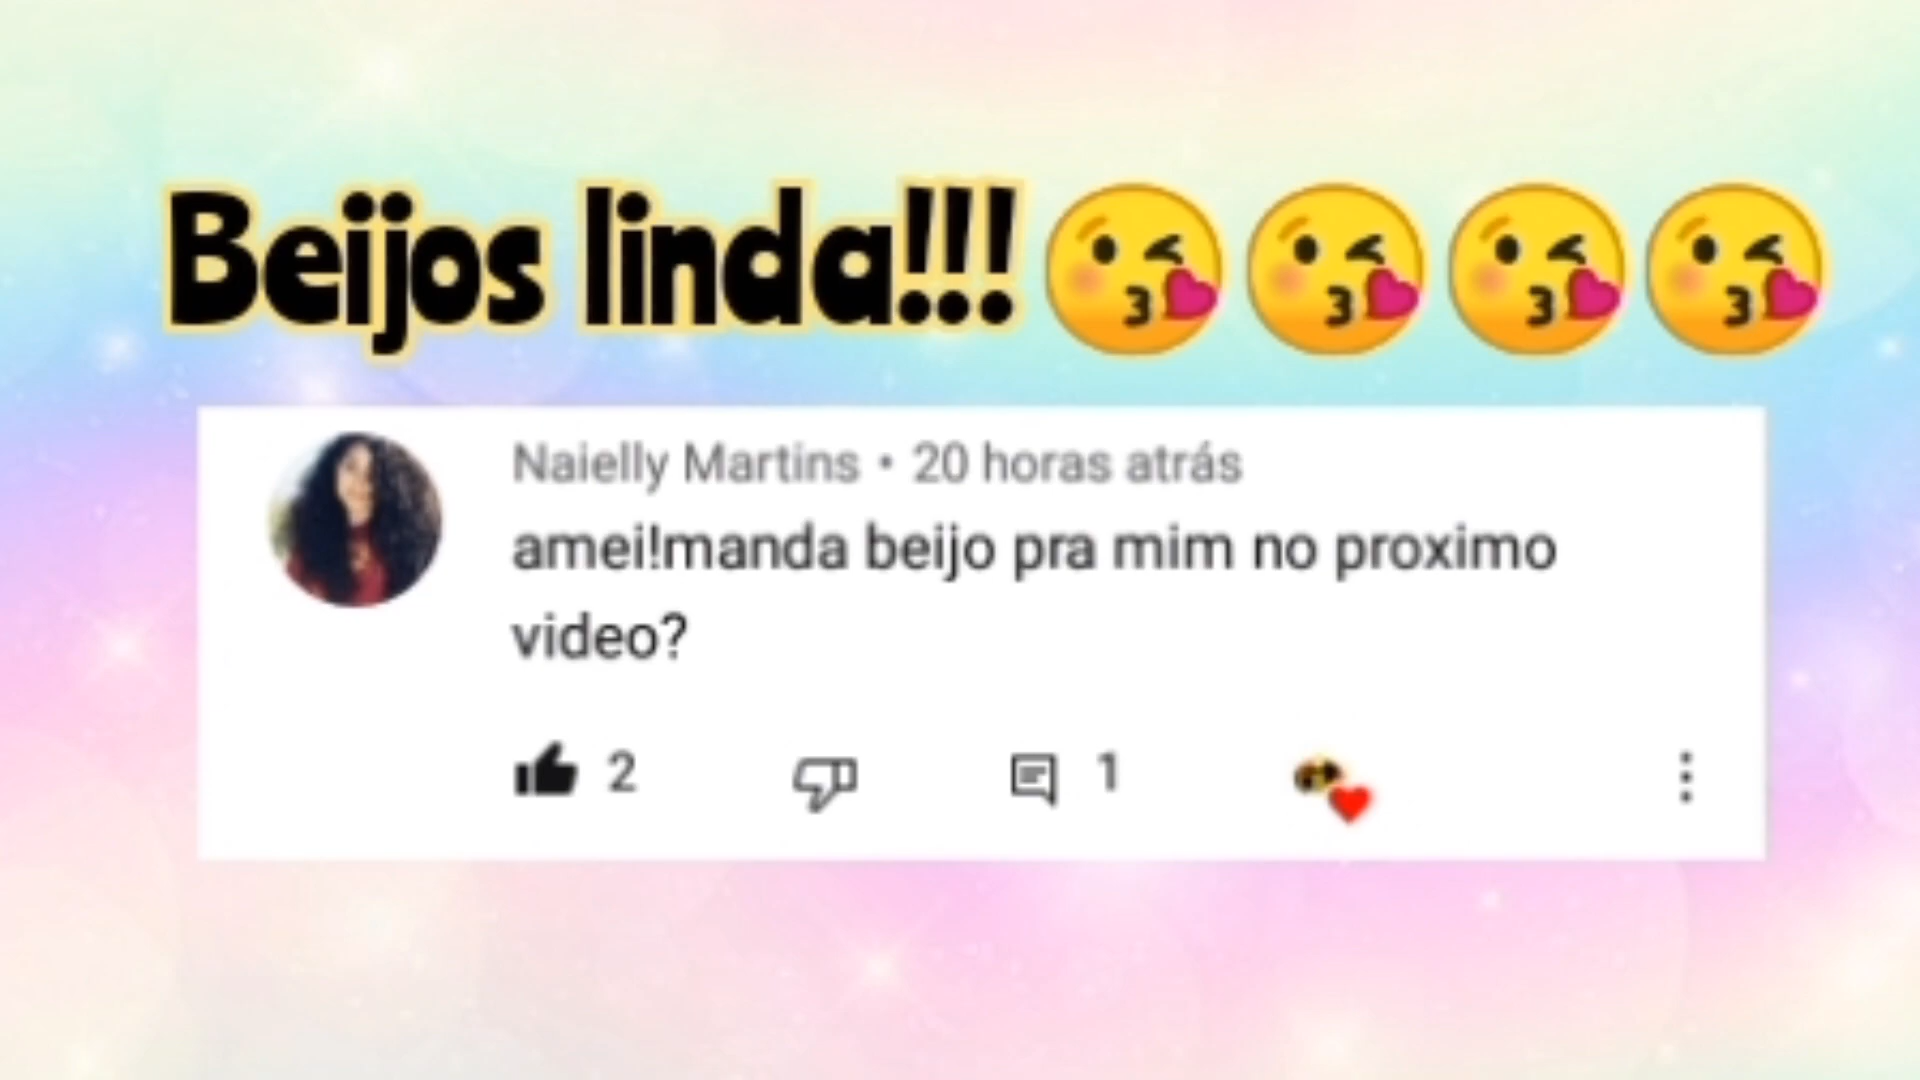 Beijos linda!!!😘😘😘😘
Naielly Martins • 20 horas atrás
amei!manda beijo pra mim no proximo
video?
2 1